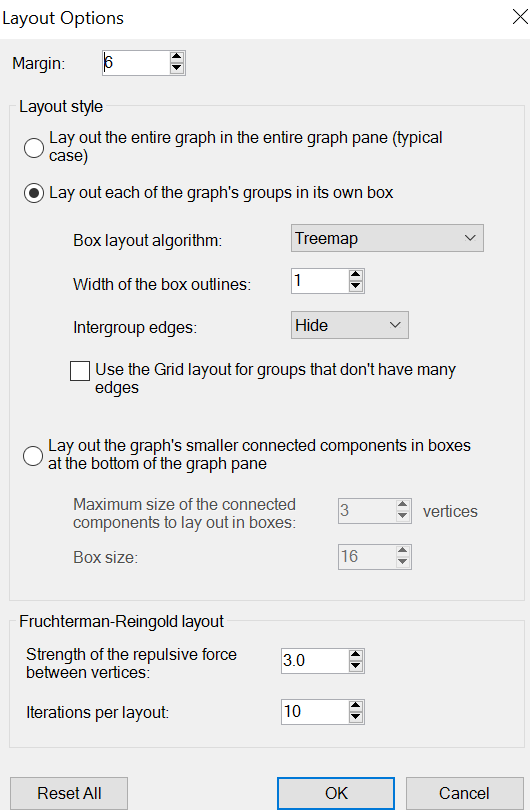 Layout Options
Margin: 6
Layout style
Lay out the entire graph in the entire graph pane (typical
case)
Lay out each of the graph's groups in its own box
Box layout algorithm: Treemap
Width of the box outlines: 1
Intergroup edges: Hide
Use the Grid layout for groups that don't have many
edges
Lay out the graph's smaller connected components in boxes
at the bottom of the graph pane
Maximum size of the connected
components to lay out in boxes: 3 vertices
Box size: 16
Fruchterman-Reingold layout
Strength of the repulsive force
between vertices: 3.0
Iterations per layout: 10
Reset All OK Cancel